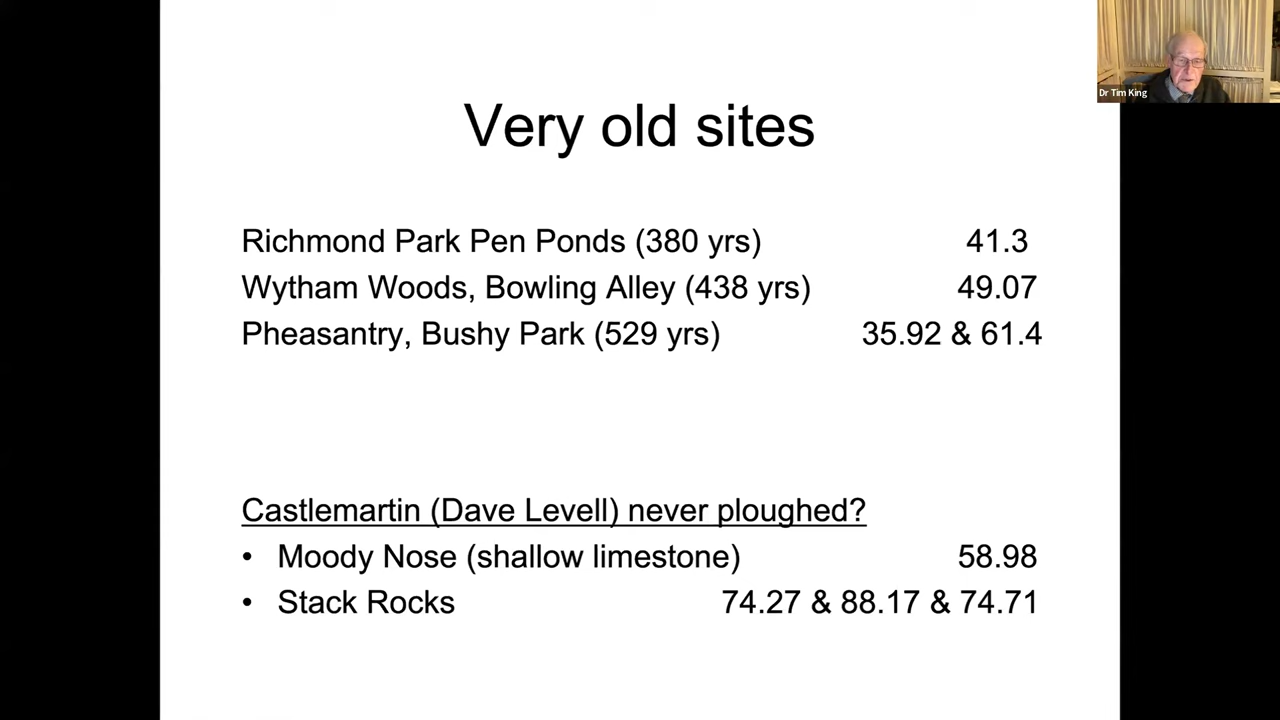 Very old sites
Richmond Park Pen Ponds (380 yrs) 41.3
Wytham Woods, Bowling Alley (438 yrs) 49.07
Pheasantry, Bushy Park (529 yrs) 35.92 & 61.4
Castlemartin (Dave Levell) never ploughed?
• Moody Nose (shallow limestone) 58.98
• Stack Rocks 74.27 & 88.17 & 74.71
Dr Tim King